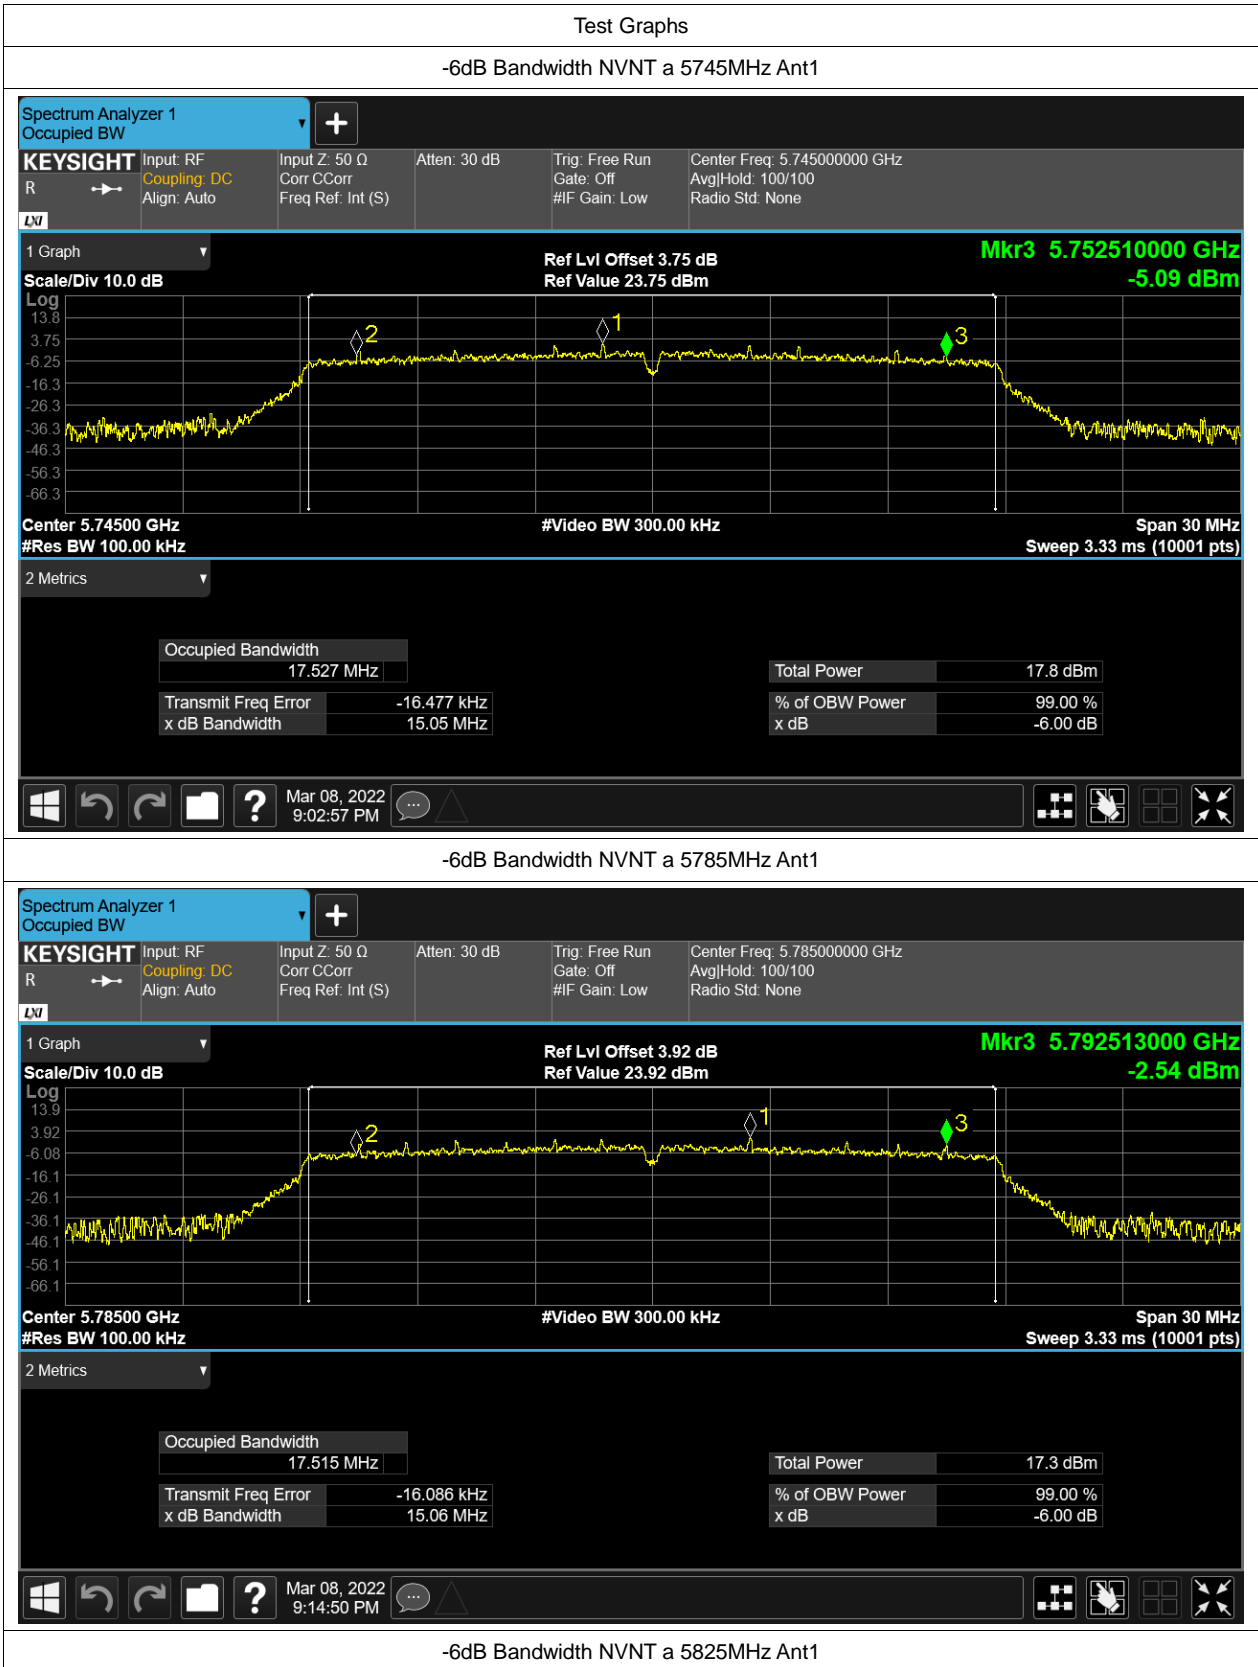 Test Graphs
-6dB Bandwidth NVNT a 5745MHz Ant1
Spectrum Analyzer 1
Occupied BW
KEYSIGHT
R
LXI
Input: RF
Coupling: DC
Align: Auto
Input Z: 50 Ω
Corr CCorr
Freq Ref: Int (S)
Atten: 30 dB
Trig: Free Run
Gate: Off
#IF Gain: Low
Center Freq: 5.745000000 GHz
Avg|Hold: 100/100
Radio Std: None
1 Graph
Scale/Div 10.0 dB
Ref Lvl Offset 3.75 dB
Ref Value 23.75 dBm
Mkr3 5.752510000 GHz
-5.09 dBm
Log
13.8
3.75
-6.25
-16.3
-26.3
-36.3
-46.3
-56.3
-66.3
2
1
3
Center 5.74500 GHz
#Res BW 100.00 kHz
#Video BW 300.00 kHz
Span 30 MHz
Sweep 3.33 ms (10001 pts)
2 Metrics
Occupied Bandwidth
17.527 MHz
Transmit Freq Error -16.477 kHz
x dB Bandwidth 15.05 MHz
Total Power 17.8 dBm
% of OBW Power 99.00 %
x dB -6.00 dB
?
Mar 08, 2022
9:02:57 PM
-6dB Bandwidth NVNT a 5785MHz Ant1
Spectrum Analyzer 1
Occupied BW
KEYSIGHT
R
LXI
Input: RF
Coupling: DC
Align: Auto
Input Z: 50 Ω
Corr CCorr
Freq Ref: Int (S)
Atten: 30 dB
Trig: Free Run
Gate: Off
#IF Gain: Low
Center Freq: 5.785000000 GHz
Avg|Hold: 100/100
Radio Std: None
1 Graph
Scale/Div 10.0 dB
Ref Lvl Offset 3.92 dB
Ref Value 23.92 dBm
Mkr3 5.792513000 GHz
-2.54 dBm
Log
13.9
3.92
-6.08
-16.1
-26.1
-36.1
-46.1
-56.1
-66.1
2
1
3
Center 5.78500 GHz
#Res BW 100.00 kHz
#Video BW 300.00 kHz
Span 30 MHz
Sweep 3.33 ms (10001 pts)
2 Metrics
Occupied Bandwidth
17.515 MHz
Transmit Freq Error -16.086 kHz
x dB Bandwidth 15.06 MHz
Total Power 17.3 dBm
% of OBW Power 99.00 %
x dB -6.00 dB
?
Mar 08, 2022
9:14:50 PM
-6dB Bandwidth NVNT a 5825MHz Ant1